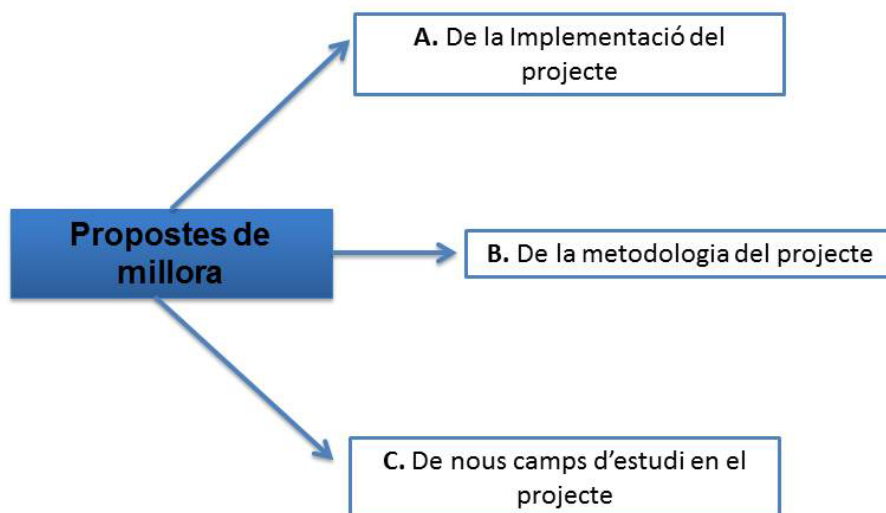 A. De la Implementació del
projecte
Propostes de
millora
B. De la metodologia del projecte
C. De nous camps d’estudi en el
projecte